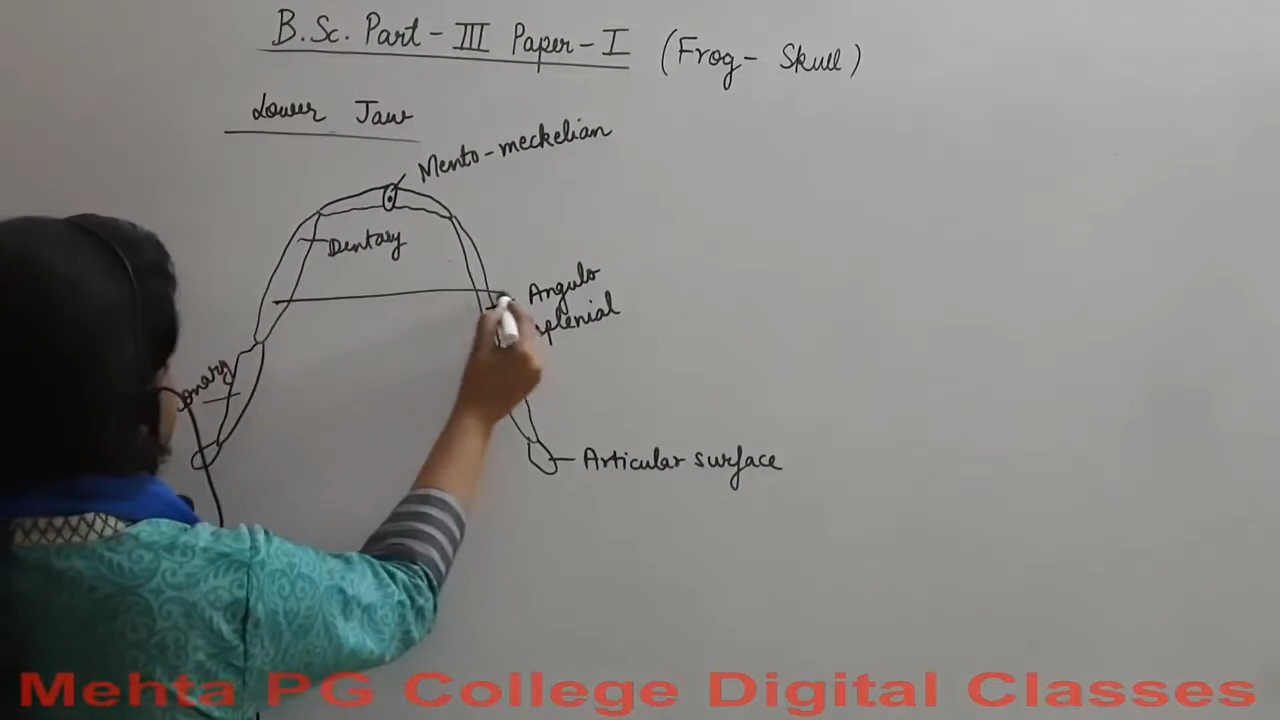 B.Sc. Part - III Paper - I (Frog - Skull)
Lower Jaw
Mento-meckelian
Dentary
Angulo
Articular surface
Mehta PG College Digital Classes